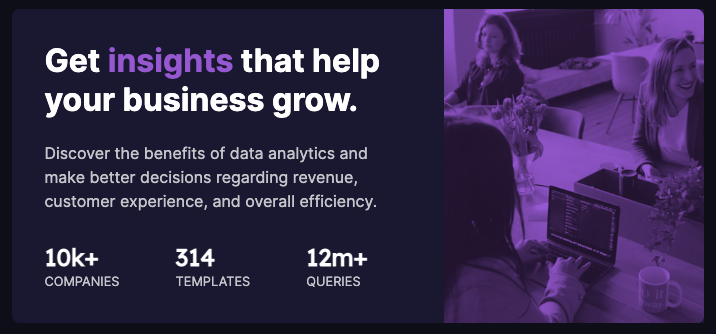 Get insights that help
your business grow.
Discover the benefits of data analytics and
make better decisions regarding revenue,
customer experience, and overall efficiency.
10k+ 314 12m+
COMPANIES TEMPLATES QUERIES